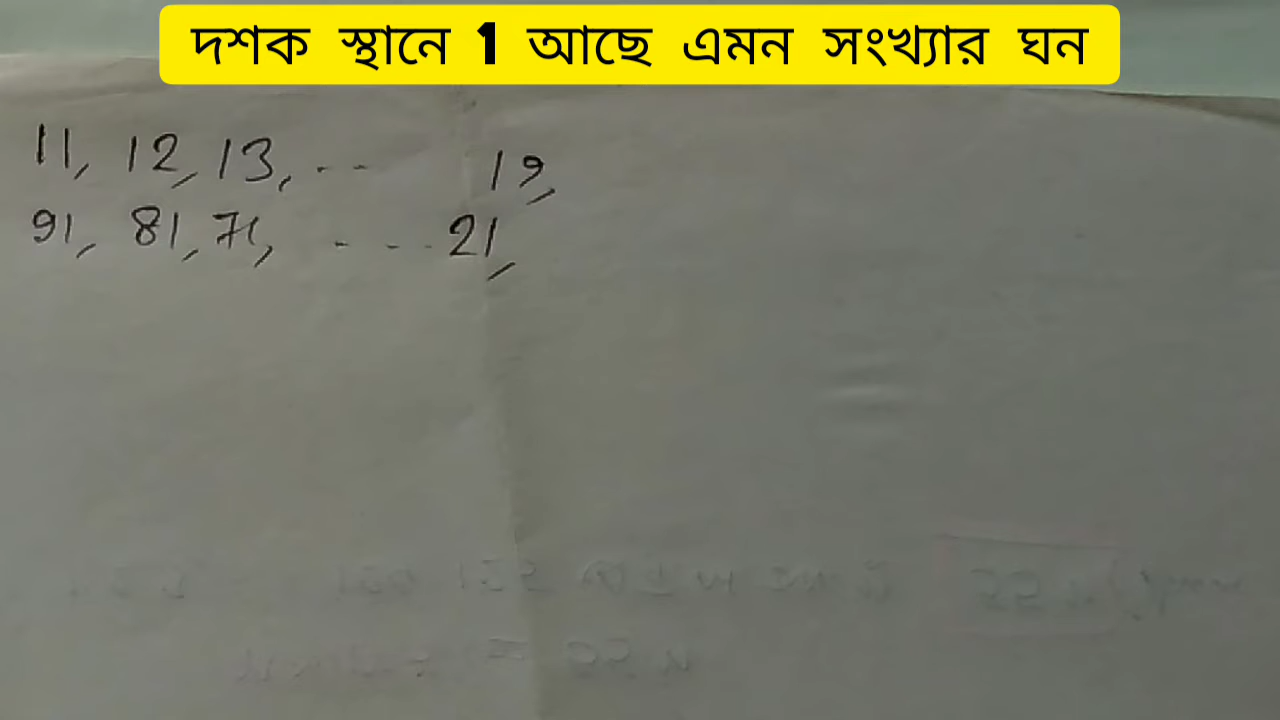 দশক স্থানে 1 আছে এমন সংখ্যার ঘন
11, 12, 13, -- 19,
91, 81, 71, - - - 21,